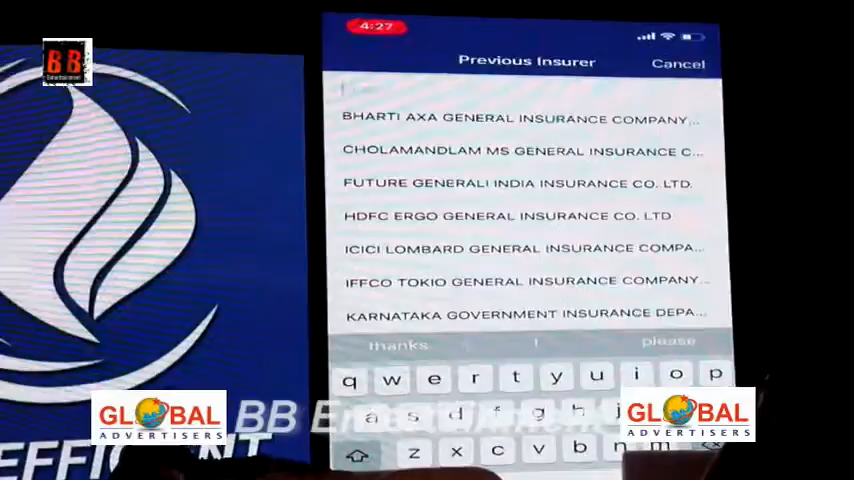 BB
Entertainment
4:27
Previous Insurer
Cancel
BHARTI AXA GENERAL INSURANCE COMPANY...
CHOLAMANDLAM MS GENERAL INSURANCE C...
FUTURE GENERALI INDIA INSURANCE CO. LTD.
HDFC ERGO GENERAL INSURANCE CO. LTD
ICICI LOMBARD GENERAL INSURANCE COMPA...
IFFCO TOKIO GENERAL INSURANCE COMPANY...
KARNATAKA GOVERNMENT INSURANCE DEPA...
thanks I please
q w e r t y u i o p
a s d f g h j
z x c v b n m
GLOBAL
ADVERTISERS
BB
GLOBAL
ADVERTISERS